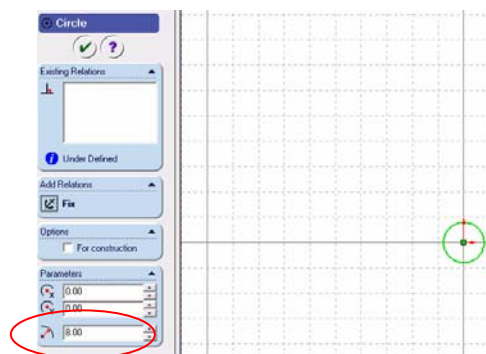 Circle
?
Existing Relations
i Under Defined
Add Relations
Fix
Options
For construction
Parameters
x 0.00
0.00
8.00